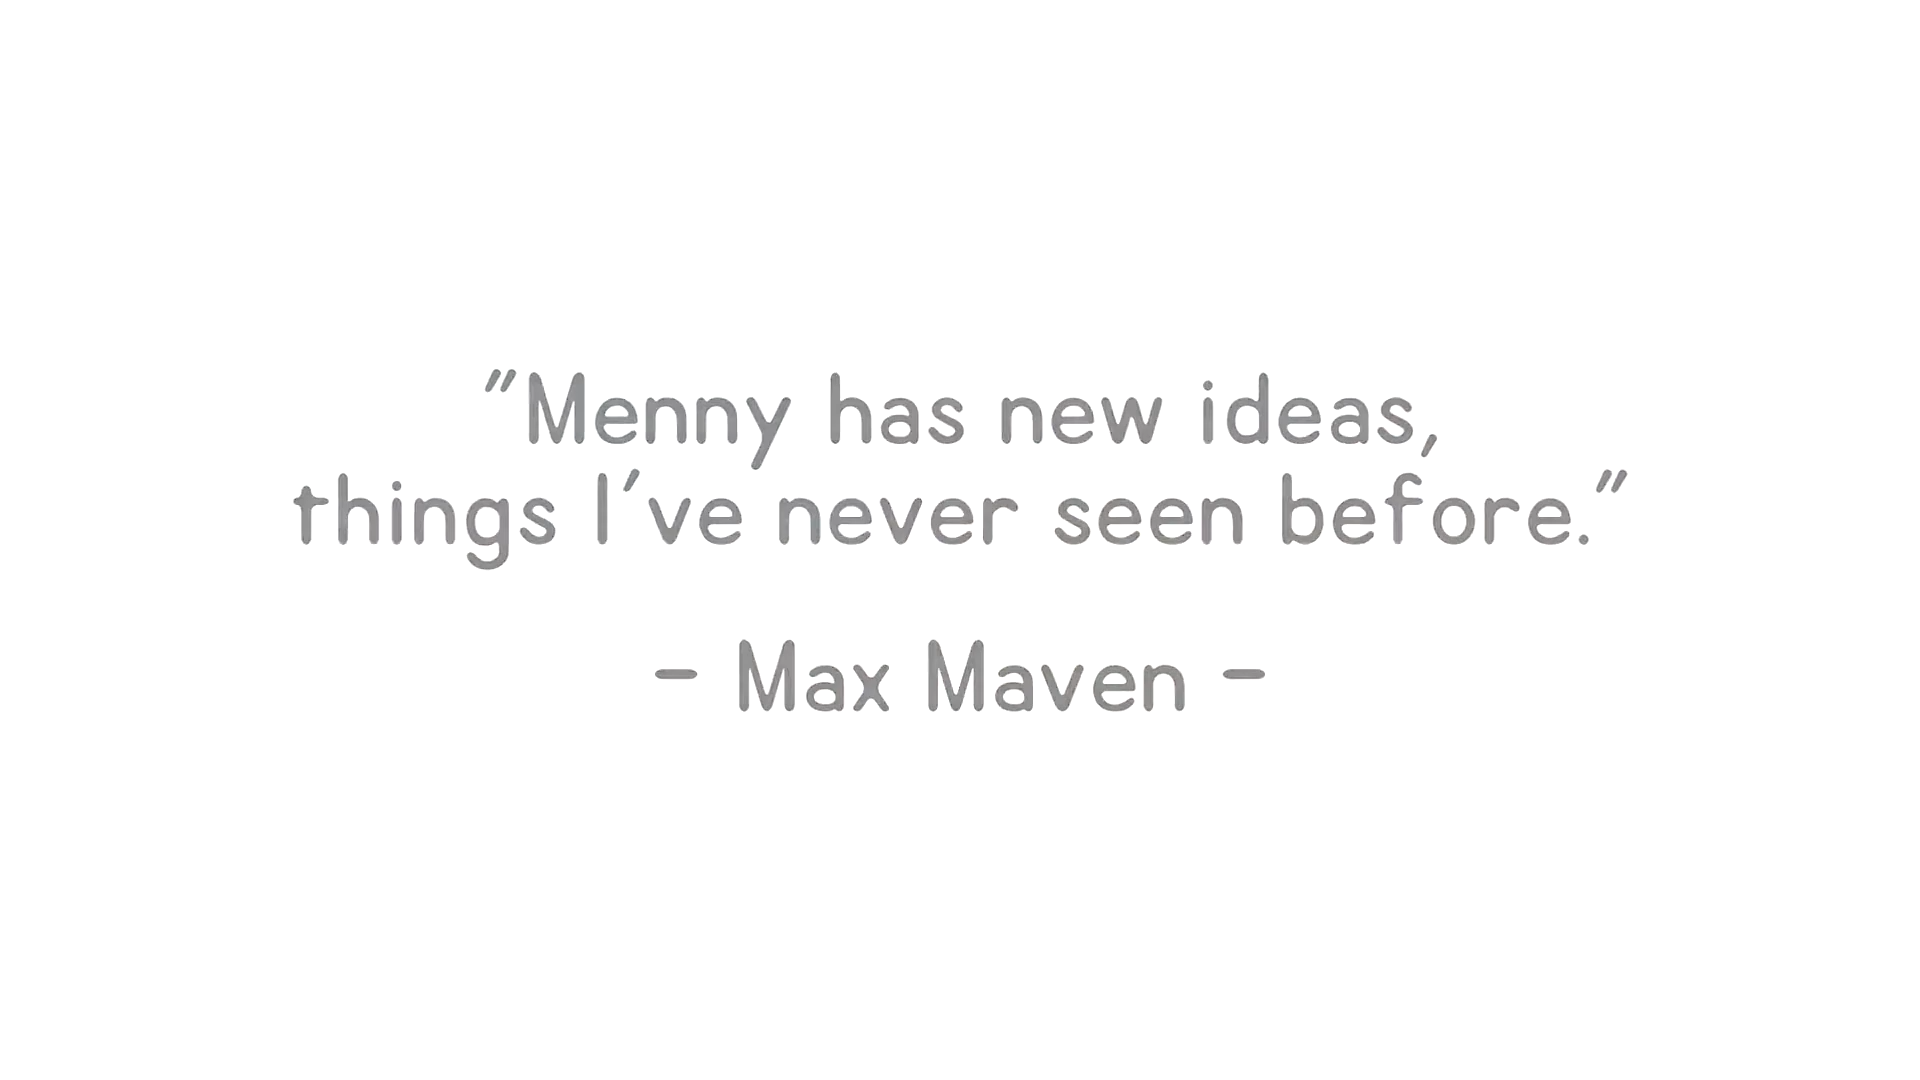 "Menny has new ideas,
things I've never seen before."
- Max Maven -